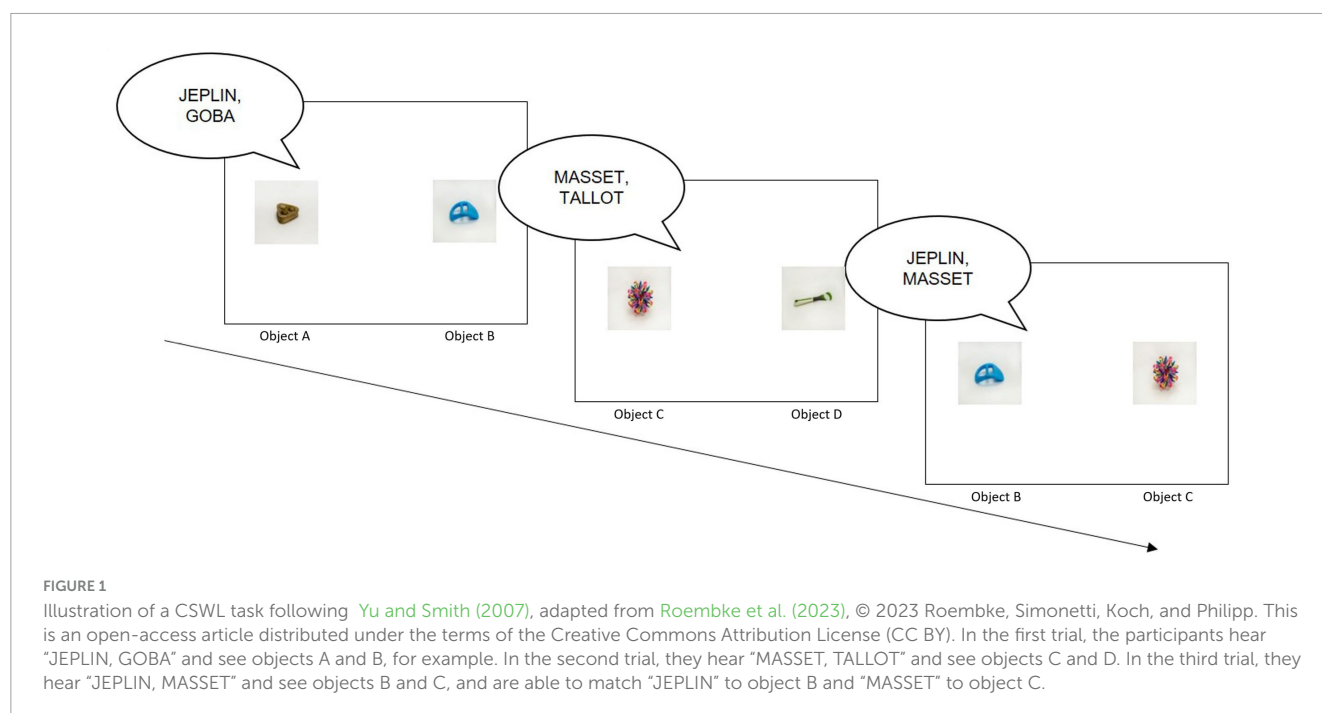 JEPLIN,
GOBA
MASSET,
TALLOT
JEPLIN,
MASSET
Object A
Object B
Object C
Object D
Object B
Object C
FIGURE 1
Illustration of a CSWL task following Yu and Smith (2007), adapted from Roembke et al. (2023), © 2023 Roembke, Simonetti, Koch, and Philipp. This
is an open-access article distributed under the terms of the Creative Commons Attribution License (CC BY). In the first trial, the participants hear
“JEPLIN, GOBA” and see objects A and B, for example. In the second trial, they hear “MASSET, TALLOT” and see objects C and D. In the third trial, they
hear “JEPLIN, MASSET” and see objects B and C, and are able to match “JEPLIN” to object B and “MASSET” to object C.